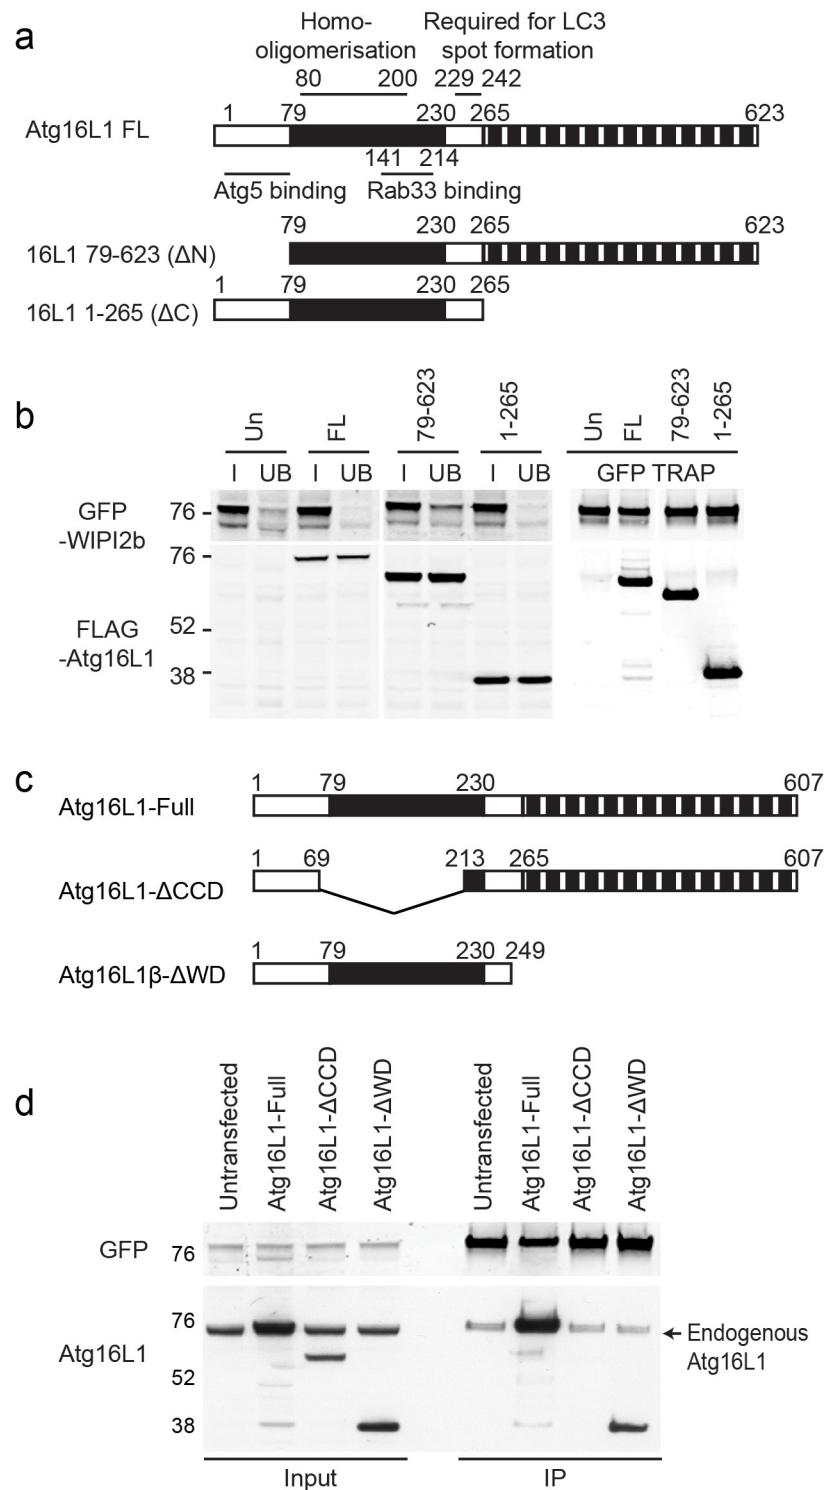 a
Homo-
oligomerisation
Required for LC3
spot formation
80 200 229 242
1 79 230 265 623
Atg16L1 FL
141 214
Atg5 binding Rab33 binding
79 230 265 623
16L1 79-623 (ΔN)
1 79 230 265
16L1 1-265 (ΔC)
b
Un FL 79-623 1-265 Un FL 79-623 1-265
I UB I UB I UB I UB GFP TRAP
GFP
-WIPI2b
76
76
52
FLAG
-Atg16L1
38
c
1 79 230 607
Atg16L1-Full
1 69 213 265 607
Atg16L1-ΔCCD
1 79 230 249
Atg16L1β-ΔWD
d
Untransfected Atg16L1-Full Atg16L1-ΔCCD Atg16L1-ΔWD Untransfected Atg16L1-Full Atg16L1-ΔCCD Atg16L1-ΔWD
GFP 76
76
Endogenous
Atg16L1
Atg16L1
52
38
Input IP